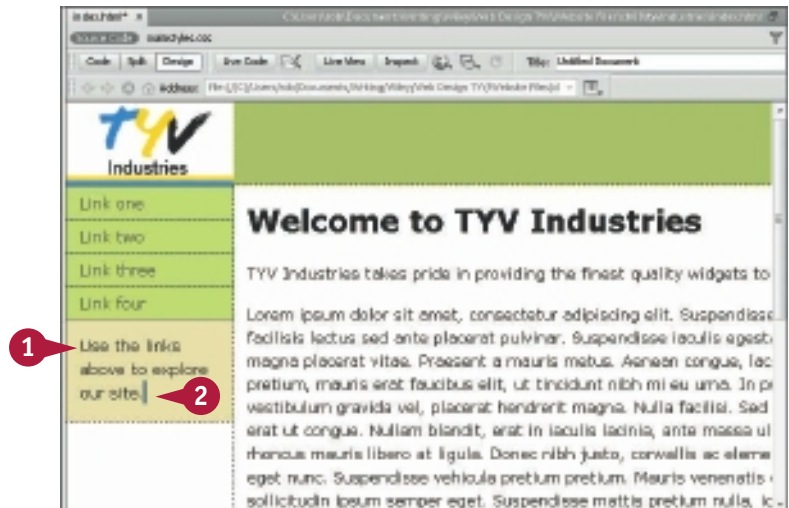 index.html* x
Source Code mainstyles.css
Code Split Design Live Code Live View Inspect Title: Untitled Document
Address:
TYV
Industries
Link one
Link two
Link three
Link four
1 Use the links
above to explore
our site. 2
Welcome to TYV Industries
TYV Industries takes pride in providing the finest quality widgets to
Lorem ipsum dolor sit amet, consectetur adipiscing elit. Suspendisse
facilisis lectus sed ante placerat pulvinar. Suspendisse iaculis egest
magna placerat vitae. Praesent a mauris metus. Aenean congue, lac
pretium, mauris erat faucibus elit, ut tincidunt nibh mi eu urna. In p
vestibulum gravida vel, placerat hendrerit magna. Nulla facilisi. Sed
erat ut congue. Nullam blandit, erat in iaculis lacinia, ante massa ul
rhoncus mauris libero at ligula. Donec nibh justo, convallis ac eleme
eget nunc. Suspendisse vehicula pretium pretium. Mauris venenatis
sollicitudin ipsum semper eget. Suspendisse mattis pretium nulla,